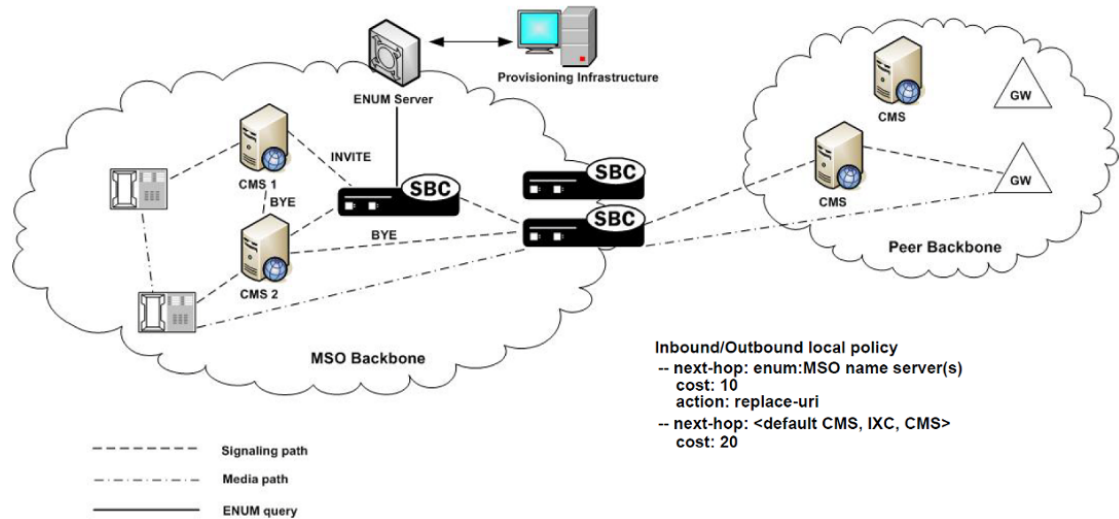 Provisioning Infrastructure
ENUM Server
CMS
GW
INVITE
CMS 1
SBC
SBC
CMS
GW
BYE
SBC
BYE
CMS 2
Peer Backbone
MSO Backbone
Inbound/Outbound local policy
-- next-hop: enum:MSO name server(s)
cost: 10
action: replace-uri
-- next-hop: <default CMS, IXC, CMS>
cost: 20
Signaling path
Media path
ENUM query